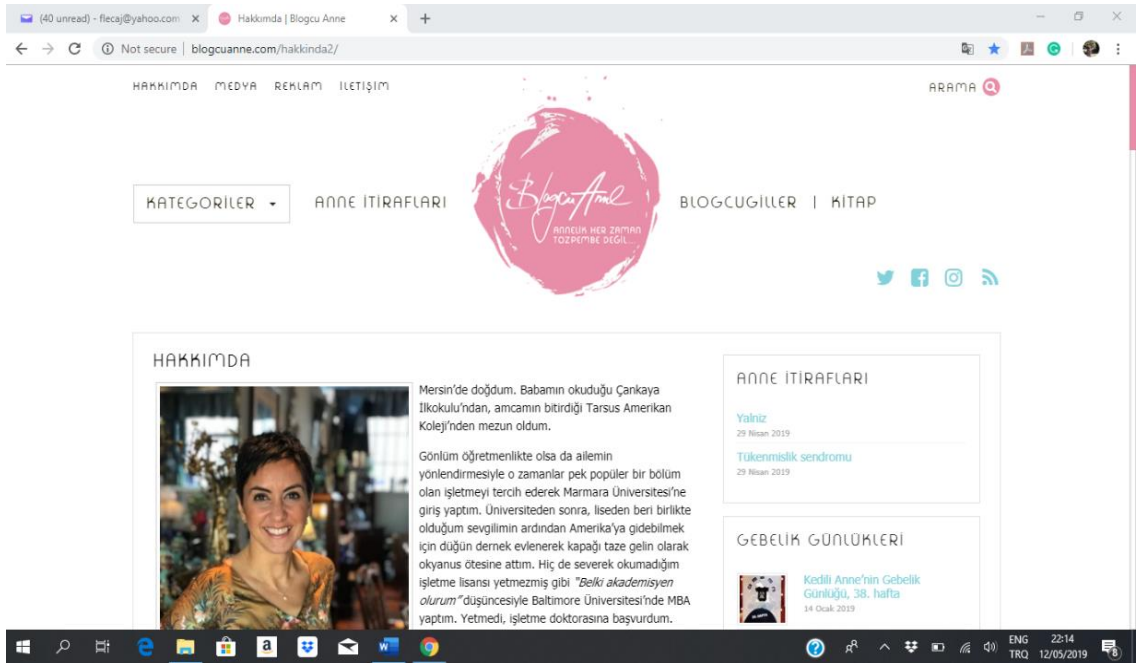 (40 unread) - flecaj@yahoo.com
Hakkımda | Blogcu Anne
Not secure | blogcuanne.com/hakkinda2/
HAKKIMDA MEDYA REKLAM İLETİŞİM
ARAMA
KATEGORİLER
ANNE İTİRAFLARI
Blogcu Anne
ANNELİK HER ZAMAN
TOZPEMBE DEĞİL...
BLOGCUGİLLER | KİTAP
HAKKIMDA
Mersin'de doğdum. Babamın okuduğu Çankaya
İlkokulu'ndan, amcamın bitirdiği Tarsus Amerikan
Koleji'nden mezun oldum.
Gönlüm öğretmenlikte olsa da ailemin
yönlendirmesiyle o zamanlar pek popüler bir bölüm
olan işletmeyi tercih ederek Marmara Üniversitesi'ne
giriş yaptım. Üniversiteden sonra, liseden beri birlikte
olduğum sevgilimin ardından Amerika'ya gidebilmek
için düğün dernek evlenerek kapağı taze gelin olarak
okyanus ötesine attım. Hiç de severek okumadığım
işletme lisansı yetmezmiş gibi "Belki akademisyen
olurum" düşüncesiyle Baltimore Üniversitesi'nde MBA
yaptım. Yetmedi, işletme doktorasına başvurdum.
ANNE İTİRAFLARI
Yalniz
29 Nisan 2019
Tükenmislik sendromu
29 Nisan 2019
GEBELİK GÜNLÜKLERİ
Kedili Anne'nin Gebelik
Günlüğü, 38. hafta
14 Ocak 2019
ENG 22:14
TRQ 12/05/2019